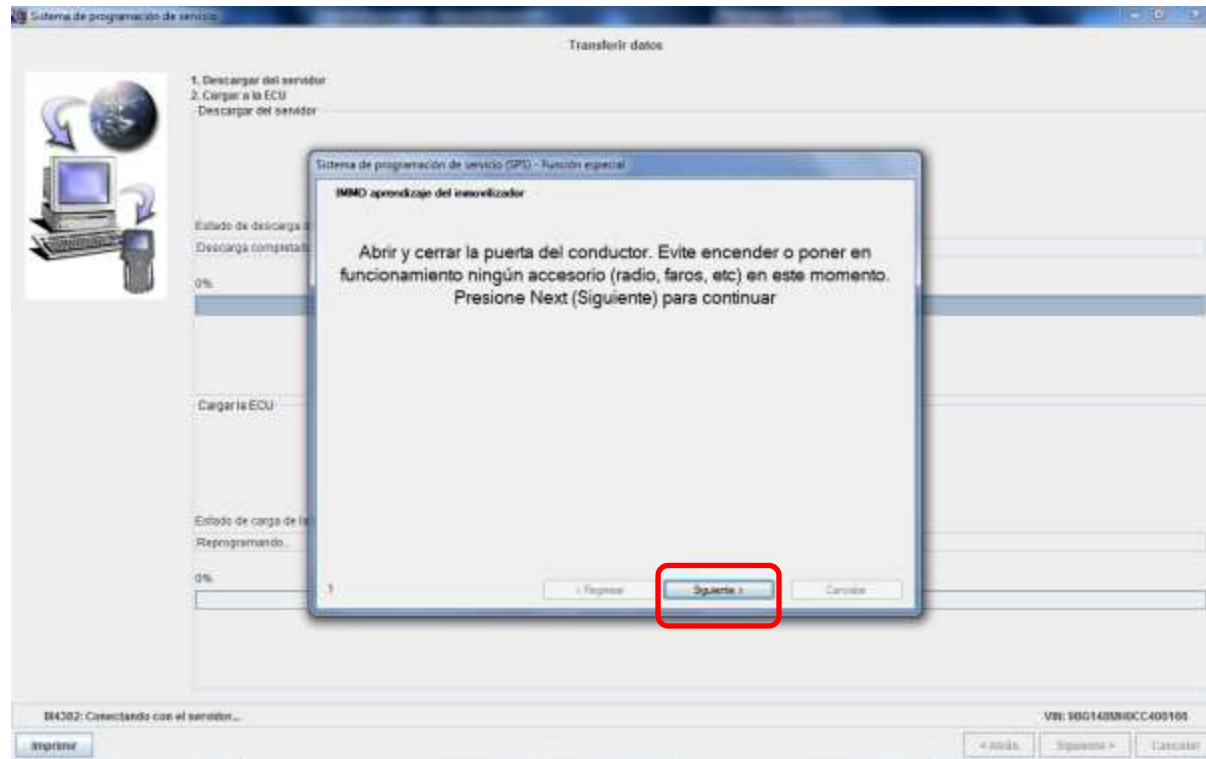 Sistema de programación de servicio
Transferir datos
1. Descargar del servidor
2. Cargar a la ECU
Descargar del servidor
Sistema de programación de servicio (SPS) - Función especial
IMMO aprendizaje del inmovilizador
Estado de descarga
Descarga completada
Abrir y cerrar la puerta del conductor. Evite encender o poner en
funcionamiento ningún accesorio (radio, faros, etc) en este momento.
Presione Next (Siguiente) para continuar
0%
Cargar la ECU
Estado de carga de la
Reprogramando...
0%
1
< Regresar
Siguiente >
Cancelar
Conectando con el servidor...
VIN:
Imprimir
< Atrás
Siguiente >
Cancelar